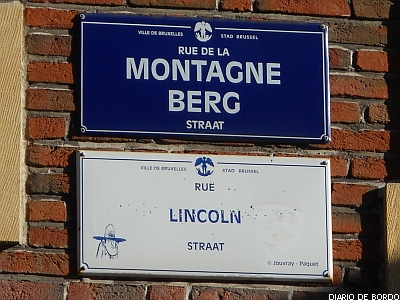 VILLE DE BRUXELLES STAD BRUSSEL
RUE DE LA
MONTAGNE
BERG
STRAAT
VILLE DE BRUXELLES STAD BRUSSEL
RUE
LINCOLN
STRAAT
© Jouvray - Paquet
DIARIO DE BORDO